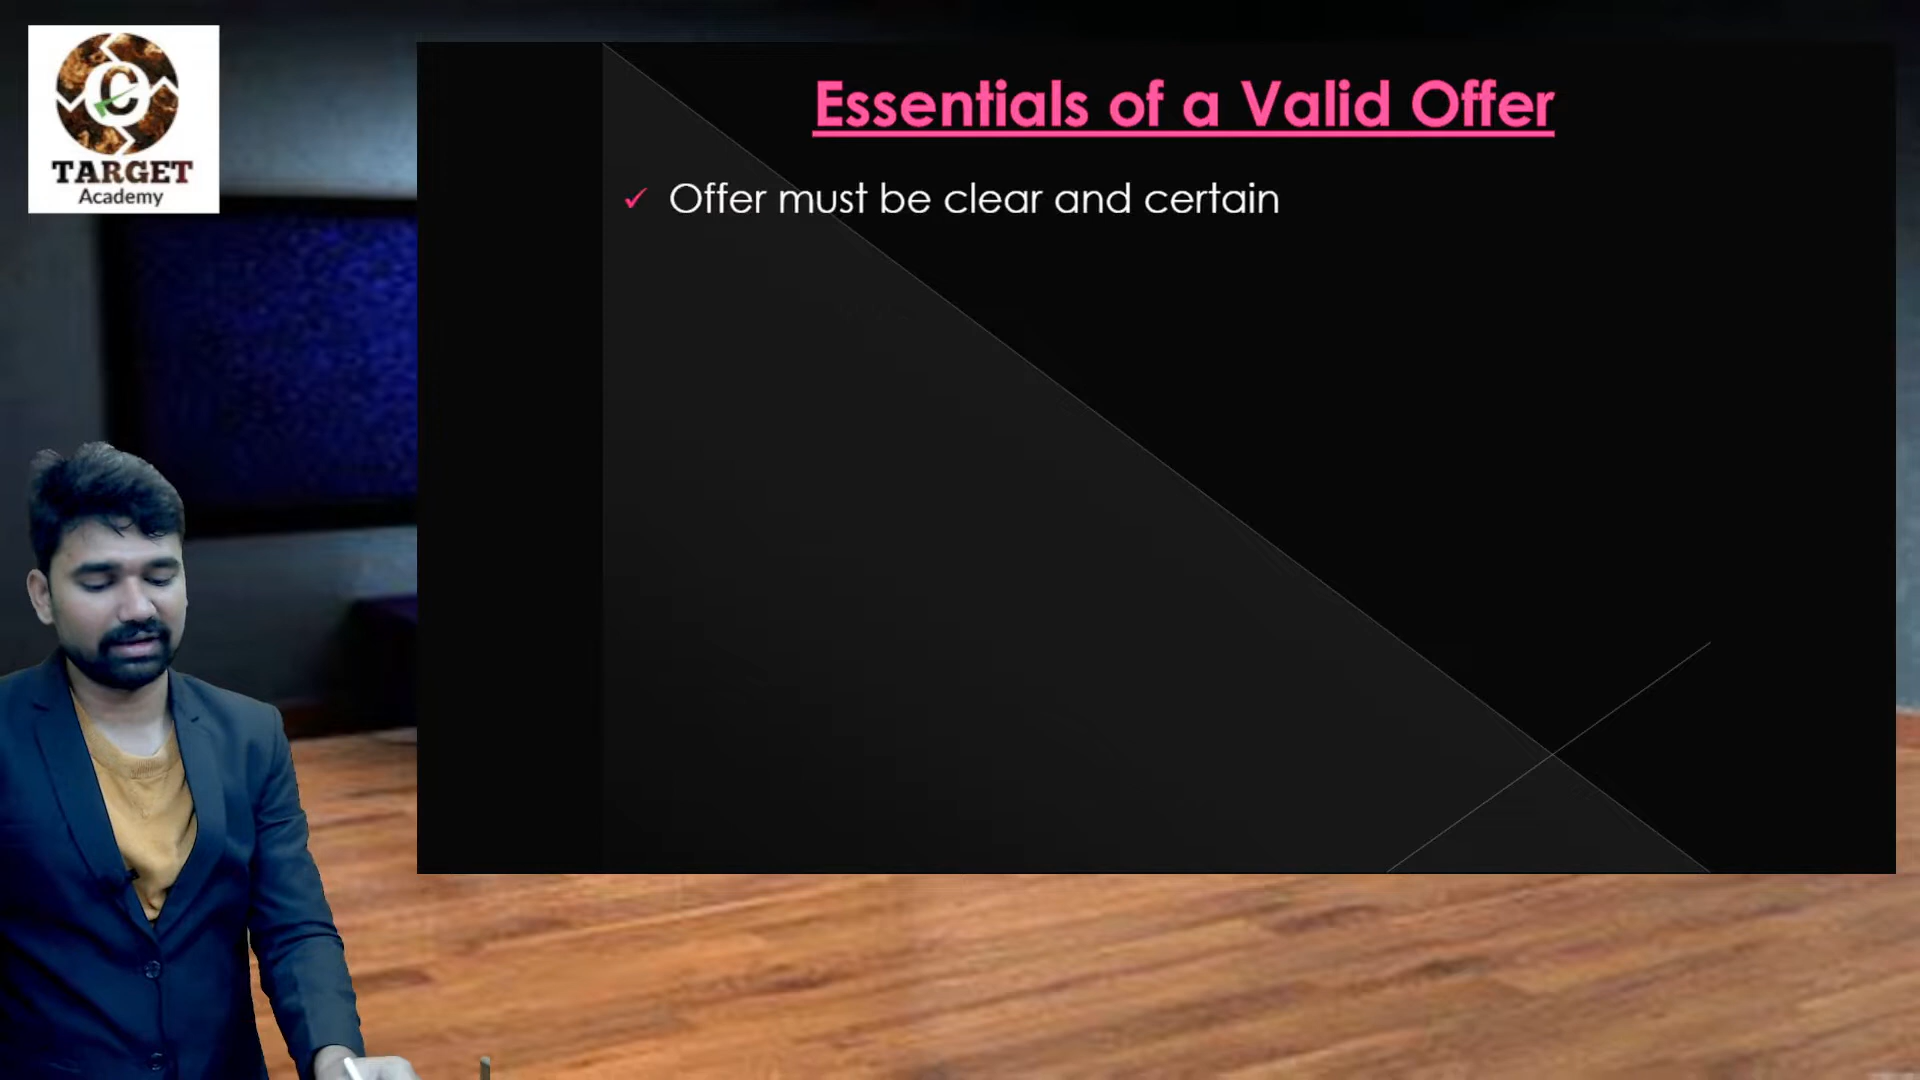 TARGET
Academy
Essentials of a Valid Offer
✓ Offer must be clear and certain